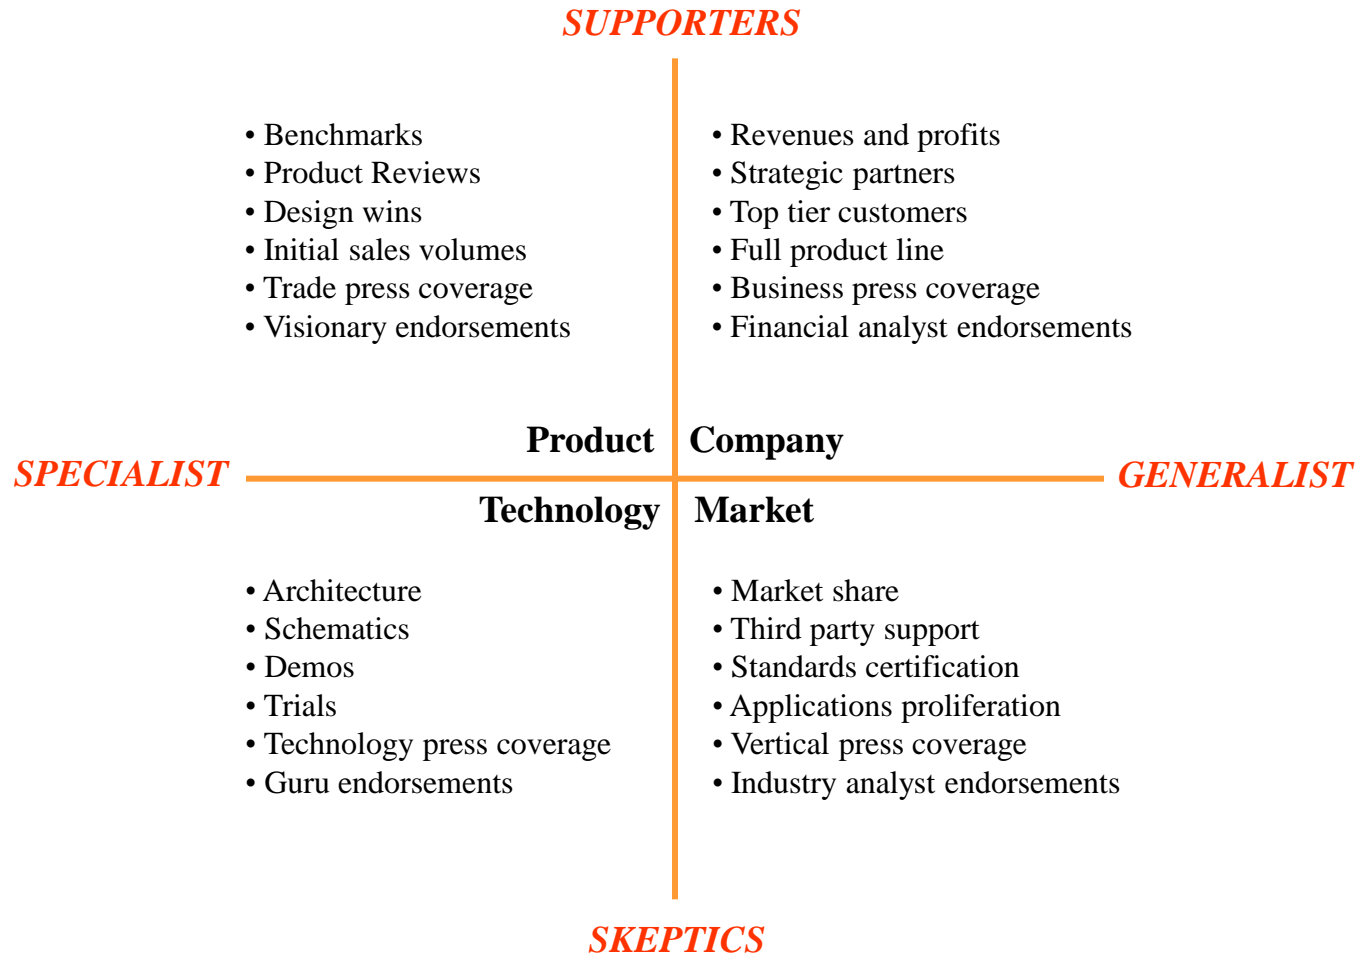 SUPPORTERS
• Benchmarks
• Product Reviews
• Design wins
• Initial sales volumes
• Trade press coverage
• Visionary endorsements
• Revenues and profits
• Strategic partners
• Top tier customers
• Full product line
• Business press coverage
• Financial analyst endorsements
Product
Company
SPECIALIST
GENERALIST
Technology
Market
• Architecture
• Schematics
• Demos
• Trials
• Technology press coverage
• Guru endorsements
• Market share
• Third party support
• Standards certification
• Applications proliferation
• Vertical press coverage
• Industry analyst endorsements
SKEPTICS